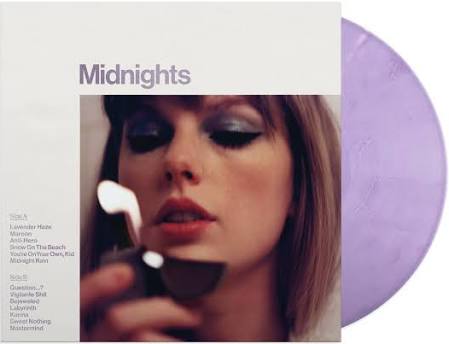 Midnights
Side A
Lavender Haze
Maroon
Anti-Hero
Snow On The Beach
You're On Your Own, Kid
Midnight Rain
Side B
Question...?
Vigilante Shit
Bejeweled
Labyrinth
Karma
Sweet Nothing
Mastermind